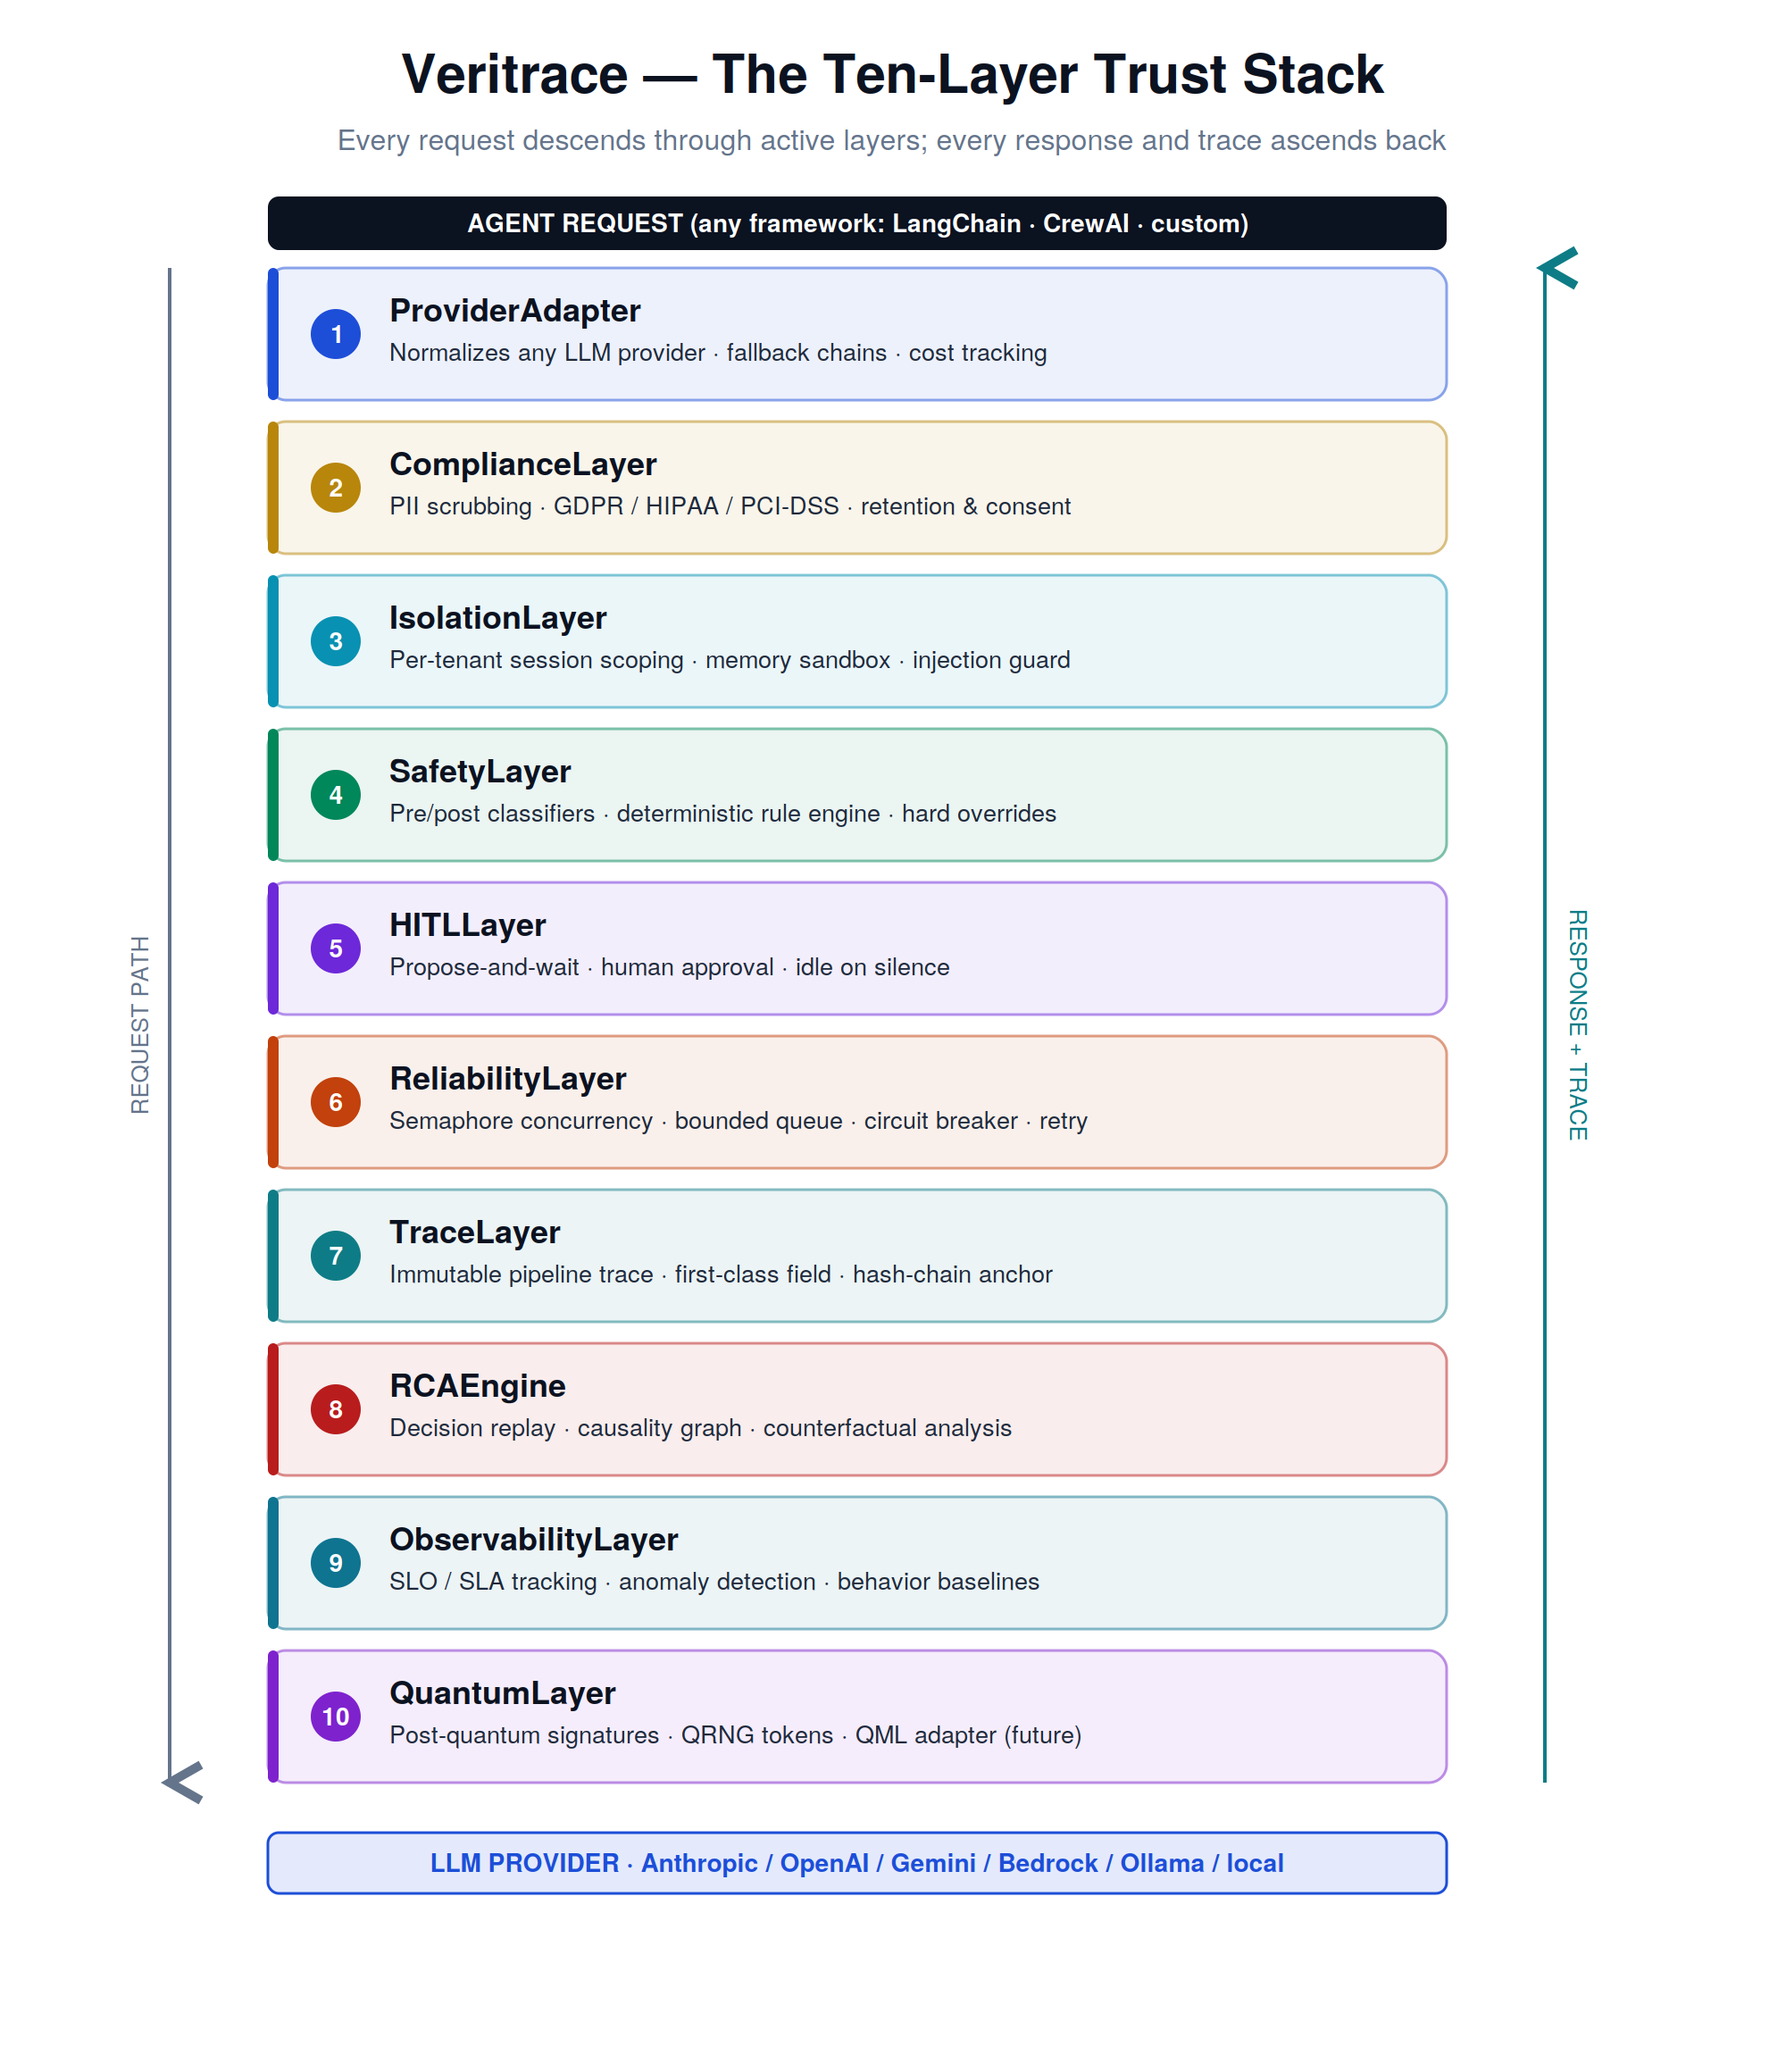 Veritrace — The Ten-Layer Trust Stack
Every request descends through active layers; every response and trace ascends back
AGENT REQUEST (any framework: LangChain · CrewAI · custom)
1
ProviderAdapter
Normalizes any LLM provider · fallback chains · cost tracking
2
ComplianceLayer
PII scrubbing · GDPR / HIPAA / PCI-DSS · retention & consent
3
IsolationLayer
Per-tenant session scoping · memory sandbox · injection guard
4
SafetyLayer
Pre/post classifiers · deterministic rule engine · hard overrides
5
HITLLayer
Propose-and-wait · human approval · idle on silence
6
ReliabilityLayer
Semaphore concurrency · bounded queue · circuit breaker · retry
7
TraceLayer
Immutable pipeline trace · first-class field · hash-chain anchor
8
RCAEngine
Decision replay · causality graph · counterfactual analysis
9
ObservabilityLayer
SLO / SLA tracking · anomaly detection · behavior baselines
10
QuantumLayer
Post-quantum signatures · QRNG tokens · QML adapter (future)
REQUEST PATH
RESPONSE + TRACE
LLM PROVIDER · Anthropic / OpenAI / Gemini / Bedrock / Ollama / local